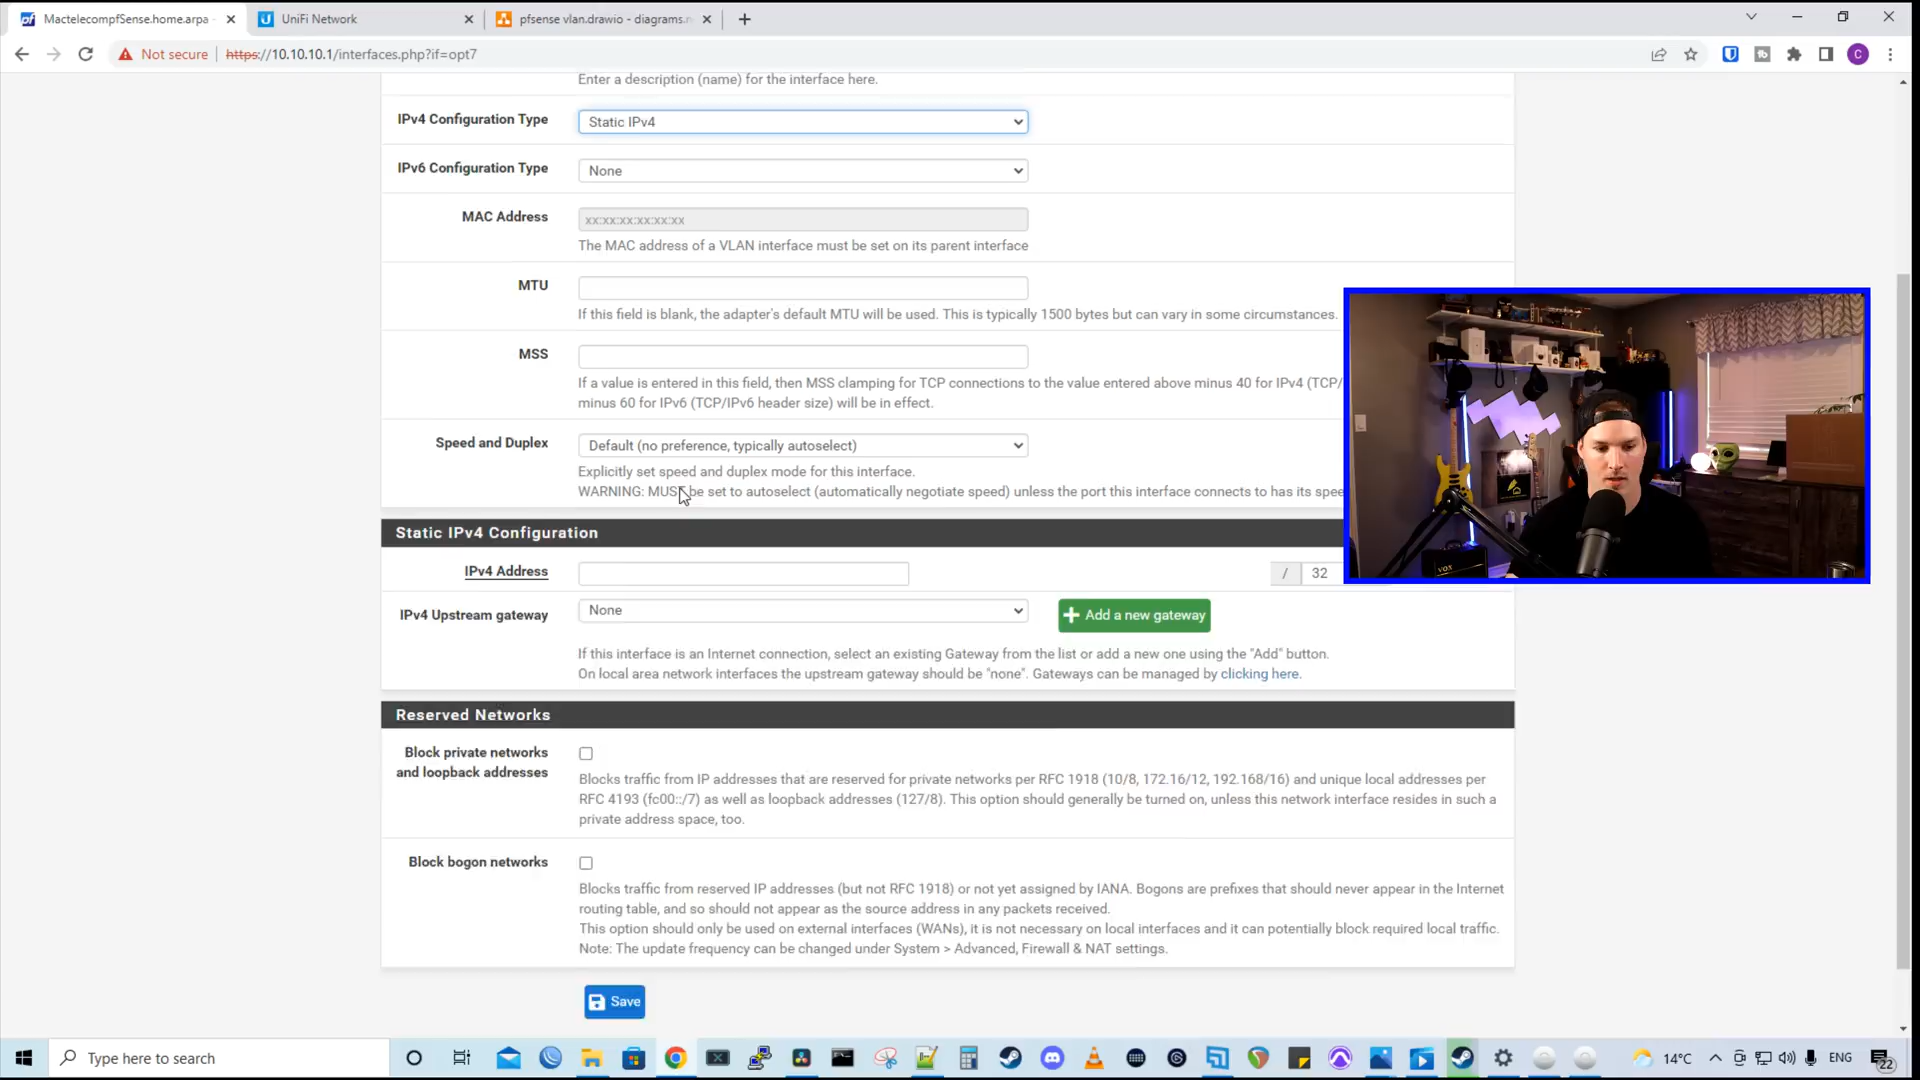 MactelecompfSense.home.arpa
UniFi Network
pfsense vlan.drawio - diagrams.n
Not secure
https://10.10.10.1/interfaces.php?if=opt7
C
Enter a description (name) for the interface here.
IPv4 Configuration Type
Static IPv4
IPv6 Configuration Type
None
MAC Address
xx:xx:xx:xx:xx:xx
The MAC address of a VLAN interface must be set on its parent interface
MTU
If this field is blank, the adapter's default MTU will be used. This is typically 1500 bytes but can vary in some circumstances.
MSS
If a value is entered in this field, then MSS clamping for TCP connections to the value entered above minus 40 for IPv4 (TCP/
minus 60 for IPv6 (TCP/IPv6 header size) will be in effect.
Speed and Duplex
Default (no preference, typically autoselect)
Explicitly set speed and duplex mode for this interface.
WARNING: MUST be set to autoselect (automatically negotiate speed) unless the port this interface connects to has its spee
Static IPv4 Configuration
IPv4 Address
/ 32
IPv4 Upstream gateway
None
Add a new gateway
If this interface is an Internet connection, select an existing Gateway from the list or add a new one using the "Add" button.
On local area network interfaces the upstream gateway should be "none". Gateways can be managed by clicking here.
Reserved Networks
Block private networks
and loopback addresses
Blocks traffic from IP addresses that are reserved for private networks per RFC 1918 (10/8, 172.16/12, 192.168/16) and unique local addresses per
RFC 4193 (fc00::/7) as well as loopback addresses (127/8). This option should generally be turned on, unless this network interface resides in such a
private address space, too.
Block bogon networks
Blocks traffic from reserved IP addresses (but not RFC 1918) or not yet assigned by IANA. Bogons are prefixes that should never appear in the Internet
routing table, and so should not appear as the source address in any packets received.
This option should only be used on external interfaces (WANs), it is not necessary on local interfaces and it can potentially block required local traffic.
Note: The update frequency can be changed under System > Advanced, Firewall & NAT settings.
Save
VOX
Type here to search
14°C
ENG
22